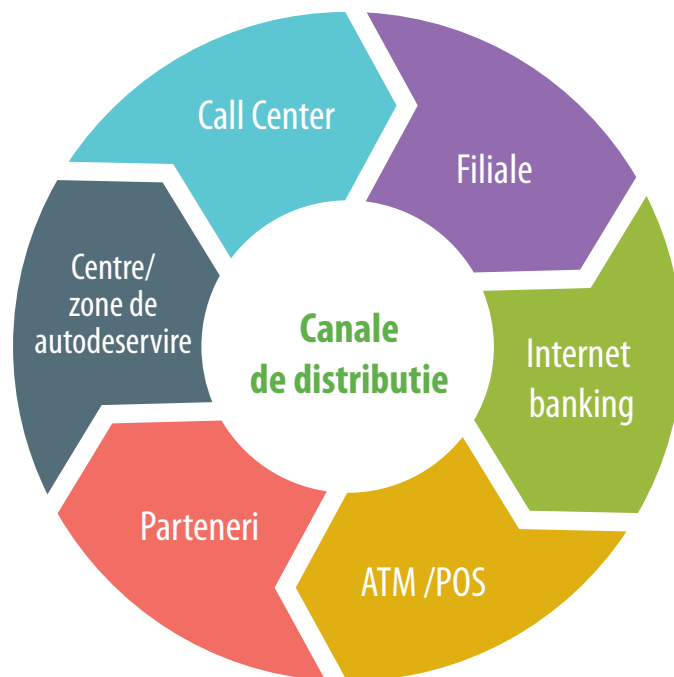 Call Center
Filiale
Centre/
zone de
autodeservire
Canale
de distributie
Internet
banking
Parteneri
ATM /POS